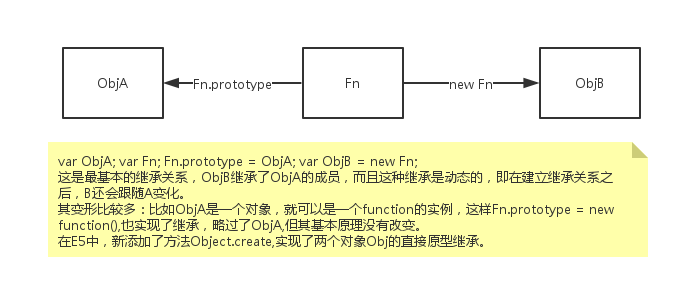 ObjA
Fn.prototype
Fn
new Fn
ObjB
var ObjA; var Fn; Fn.prototype = ObjA; var ObjB = new Fn;
这是最基本的继承关系，ObjB继承了ObjA的成员，而且这种继承是动态的，即在建立继承关系之
后，B还会跟随A变化。
其变形比较多：比如ObjA是一个对象，就可以是一个function的实例，这样Fn.prototype = new
function(),也实现了继承，略过了ObjA,但其基本原理没有改变。
在E5中，新添加了方法Object.create,实现了两个对象Obj的直接原型继承。